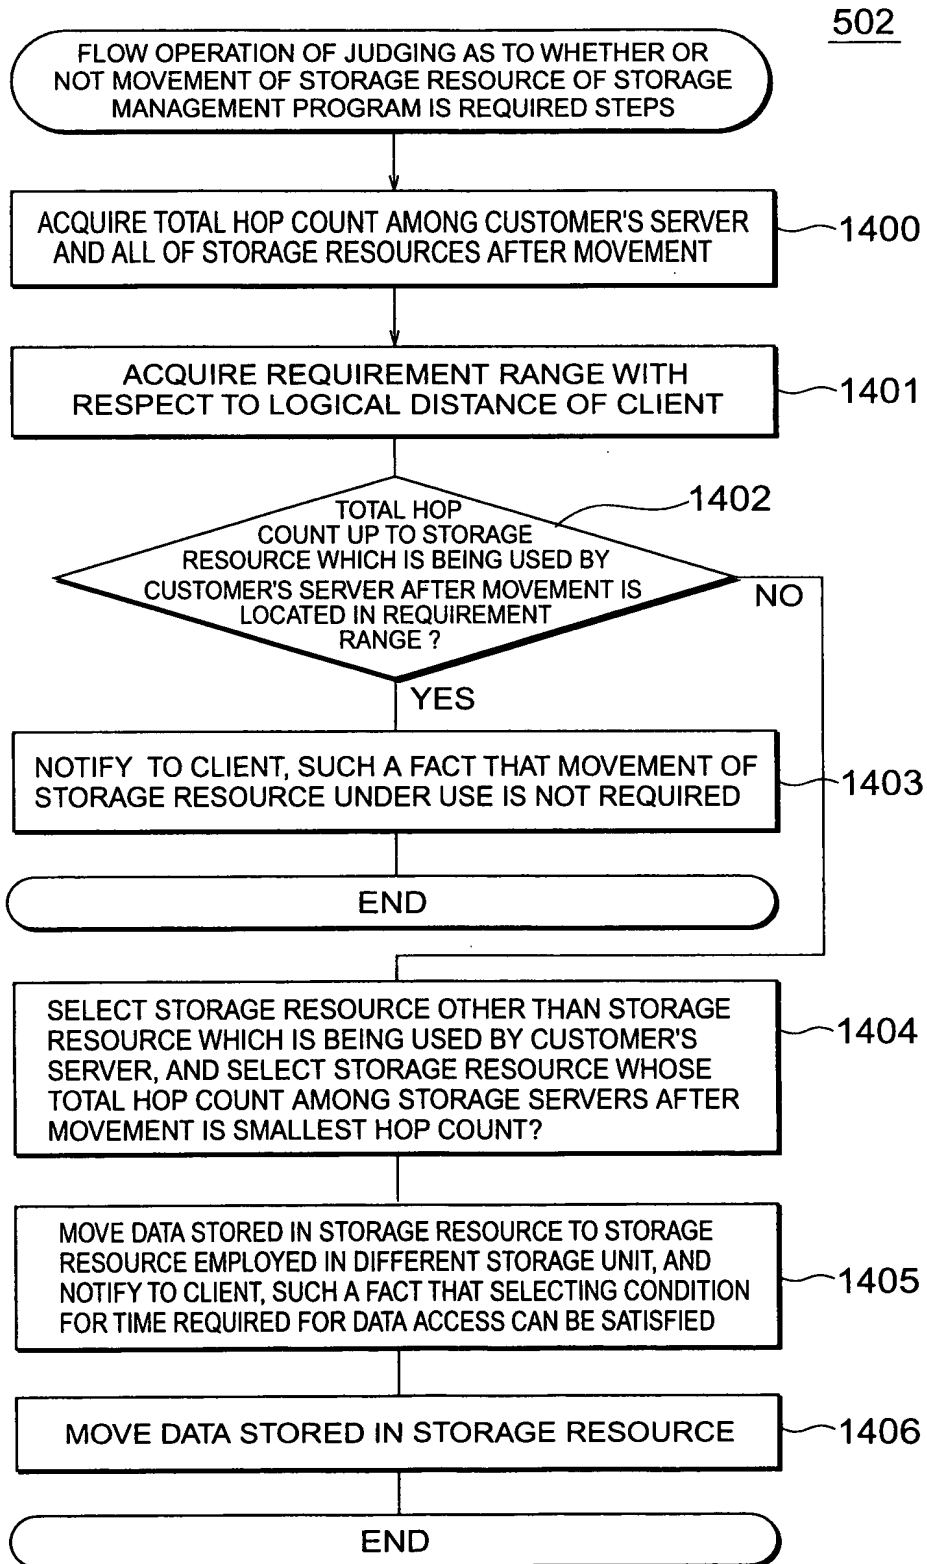 502
FLOW OPERATION OF JUDGING AS TO WHETHER OR
NOT MOVEMENT OF STORAGE RESOURCE OF STORAGE
MANAGEMENT PROGRAM IS REQUIRED STEPS
ACQUIRE TOTAL HOP COUNT AMONG CUSTOMER'S SERVER
AND ALL OF STORAGE RESOURCES AFTER MOVEMENT
1400
ACQUIRE REQUIREMENT RANGE WITH
RESPECT TO LOGICAL DISTANCE OF CLIENT
1401
1402
TOTAL HOP
COUNT UP TO STORAGE
RESOURCE WHICH IS BEING USED BY
CUSTOMER'S SERVER AFTER MOVEMENT IS
LOCATED IN REQUIREMENT
RANGE ?
NO
YES
NOTIFY TO CLIENT, SUCH A FACT THAT MOVEMENT OF
STORAGE RESOURCE UNDER USE IS NOT REQUIRED
1403
END
SELECT STORAGE RESOURCE OTHER THAN STORAGE
RESOURCE WHICH IS BEING USED BY CUSTOMER'S
SERVER, AND SELECT STORAGE RESOURCE WHOSE
TOTAL HOP COUNT AMONG STORAGE SERVERS AFTER
MOVEMENT IS SMALLEST HOP COUNT?
1404
MOVE DATA STORED IN STORAGE RESOURCE TO STORAGE
RESOURCE EMPLOYED IN DIFFERENT STORAGE UNIT, AND
NOTIFY TO CLIENT, SUCH A FACT THAT SELECTING CONDITION
FOR TIME REQUIRED FOR DATA ACCESS CAN BE SATISFIED
1405
MOVE DATA STORED IN STORAGE RESOURCE
1406
END